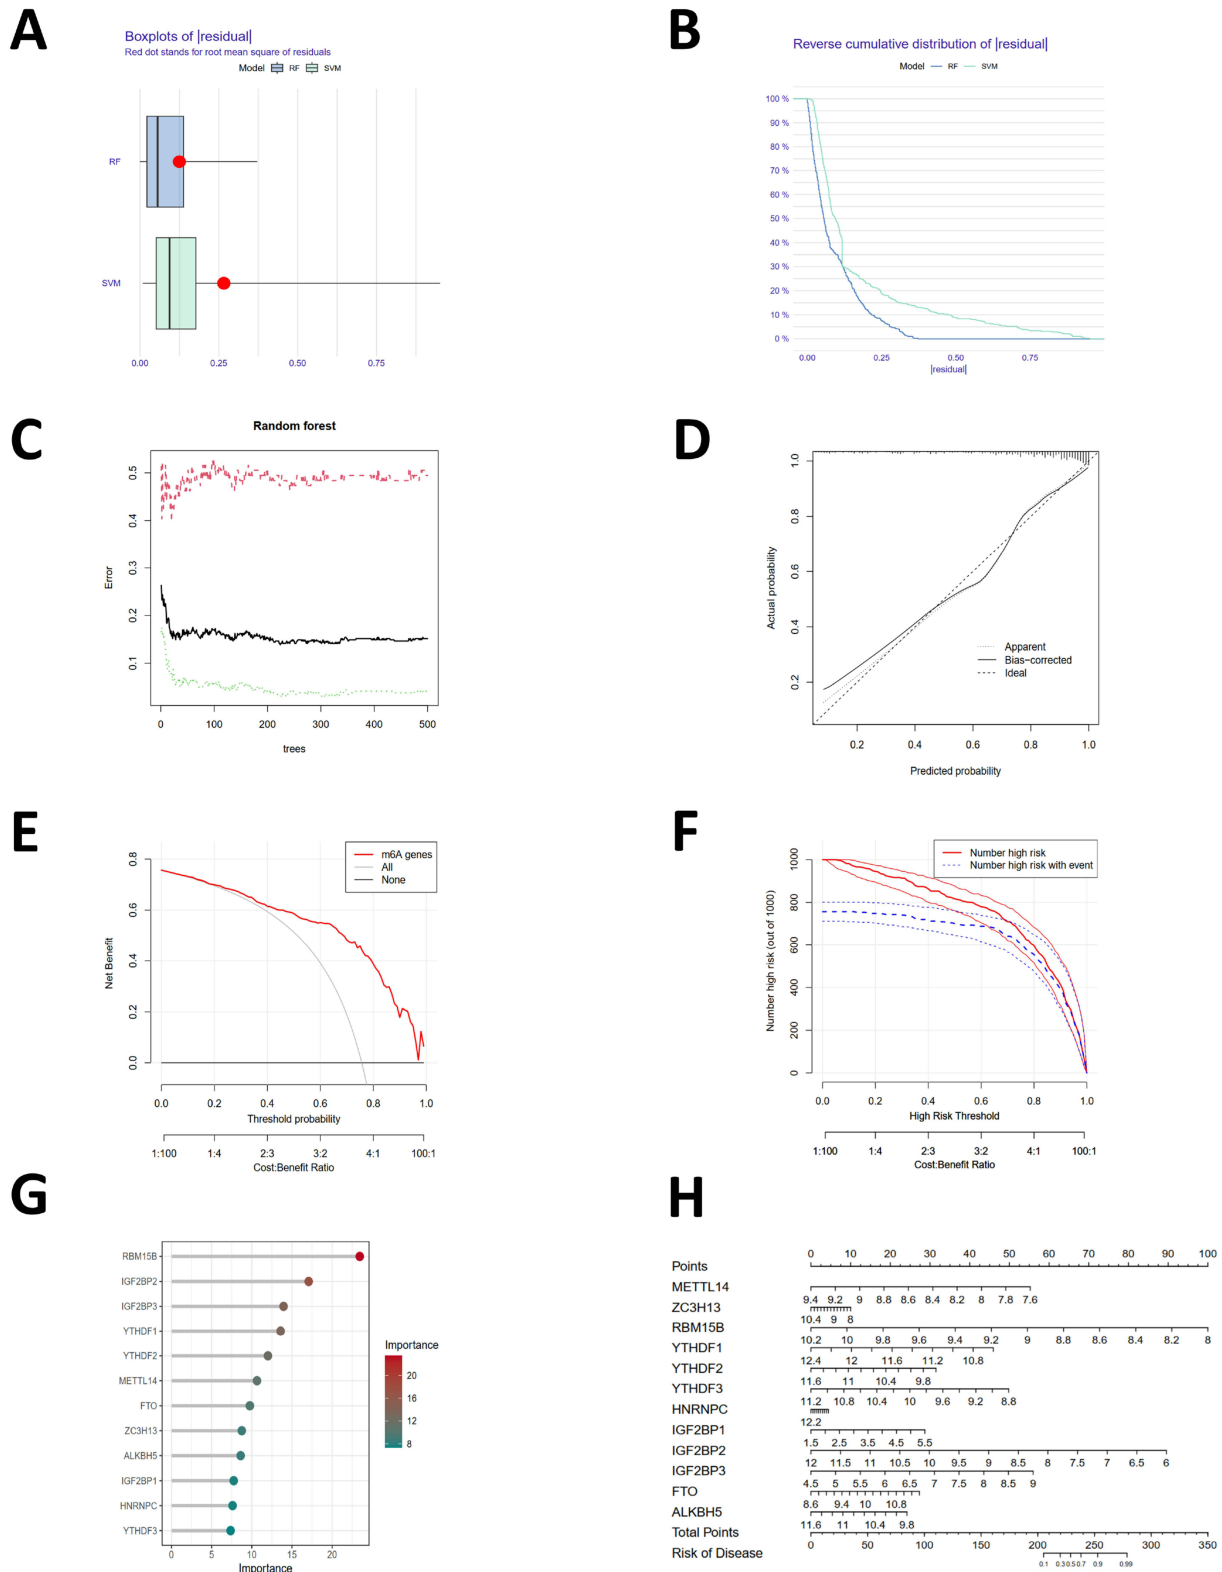 A
Boxplots of |residual|
Red dot stands for root mean square of residuals
Model RF SVM
RF
SVM
0.00 0.25 0.50 0.75
B
Reverse cumulative distribution of |residual|
Model RF SVM
100 %
90 %
80 %
70 %
60 %
50 %
40 %
30 %
20 %
10 %
0 %
0.00 0.25 0.50 0.75
|residual|
C
Random forest
Error
0.5
0.4
0.3
0.2
0.1
0 100 200 300 400 500
trees
D
Actual probability
1.0
0.8
0.6
0.4
0.2
Apparent
Bias-corrected
Ideal
0.2 0.4 0.6 0.8 1.0
Predicted probability
E
Net Benefit
0.8
0.6
0.4
0.2
0.0
m6A genes
All
None
0.0 0.2 0.4 0.6 0.8 1.0
Threshold probability
1:100 1:4 2:3 3:2 4:1 100:1
Cost:Benefit Ratio
F
Number high risk (out of 1000)
1000
800
600
400
200
0
Number high risk
Number high risk with event
0.0 0.2 0.4 0.6 0.8 1.0
High Risk Threshold
1:100 1:4 2:3 3:2 4:1 100:1
Cost:Benefit Ratio
G
RBM15B
IGF2BP2
IGF2BP3
YTHDF1
YTHDF2
METTL14
FTO
ZC3H13
ALKBH5
IGF2BP1
HNRNPC
YTHDF3
0 5 10 15 20
Importance
Importance
20
16
12
8
H
0 10 20 30 40 50 60 70 80 90 100
Points
METTL14
9.4 9.2 9 8.8 8.6 8.4 8.2 8 7.8 7.6
ZC3H13
10.4 9 8
RBM15B
10.2 10 9.8 9.6 9.4 9.2 9 8.8 8.6 8.4 8.2 8
YTHDF1
12.4 12 11.6 11.2 10.8
YTHDF2
11.6 11 10.4 9.8
YTHDF3
11.2 10.8 10.4 10 9.6 9.2 8.8
HNRNPC
12.2
IGF2BP1
1.5 2.5 3.5 4.5 5.5
IGF2BP2
12 11.5 11 10.5 10 9.5 9 8.5 8 7.5 7 6.5 6
IGF2BP3
4.5 5 5.5 6 6.5 7 7.5 8 8.5 9
FTO
8.6 9.4 10 10.8
ALKBH5
11.6 11 10.4 9.8
Total Points
0 50 100 150 200 250 300 350
Risk of Disease
0.1 0.3 0.5 0.7 0.9 0.99